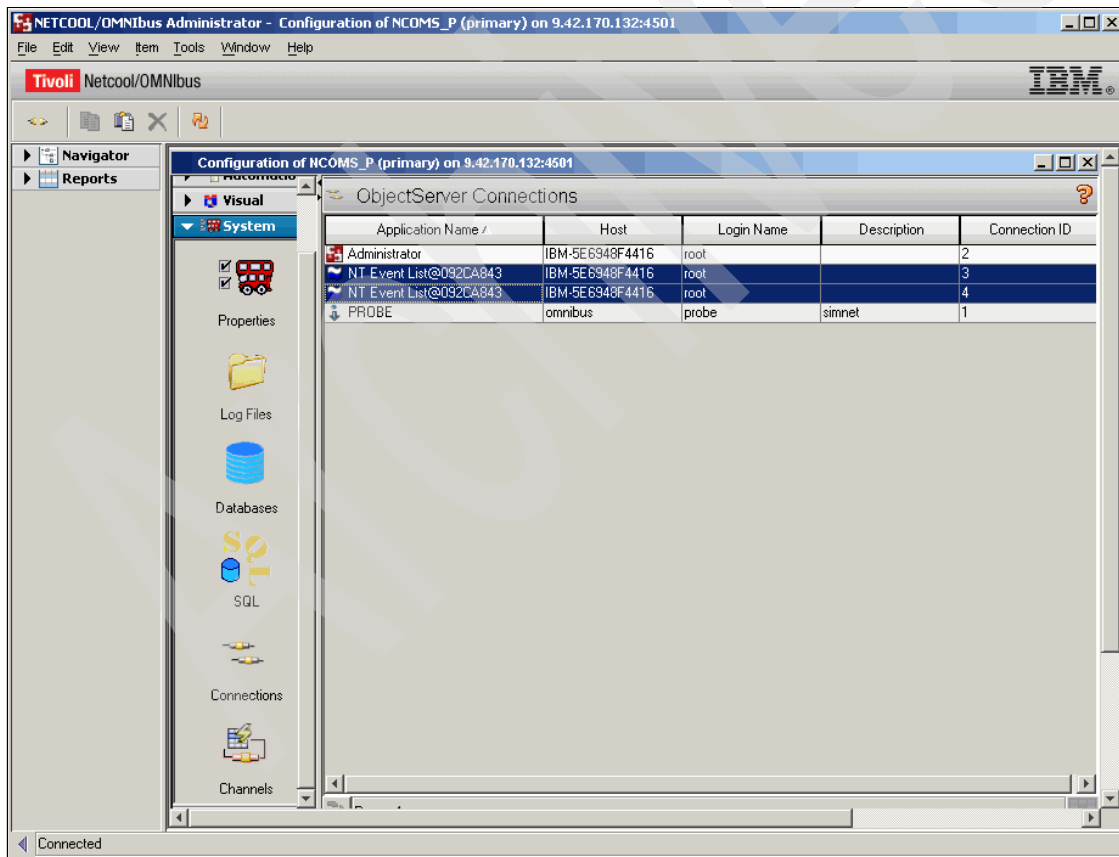 NETCOOL/OMNIbus Administrator - Configuration of NCOMS_P (primary) on 9.42.170.132:4501
File Edit View Item Tools Window Help
Tivoli Netcool/OMNIbus IBM®
Navigator
Reports
Configuration of NCOMS_P (primary) on 9.42.170.132:4501
Visual
System
Properties
Log Files
Databases
SQL
SQL
Connections
Channels
ObjectServer Connections
Application Name Host Login Name Description Connection ID
Administrator IBM-5E6948F4416 root 2
NT Event List@092CA843 IBM-5E6948F4416 root 3
NT Event List@092CA843 IBM-5E6948F4416 root 4
PROBE omnibus probe simnet 1
Connected